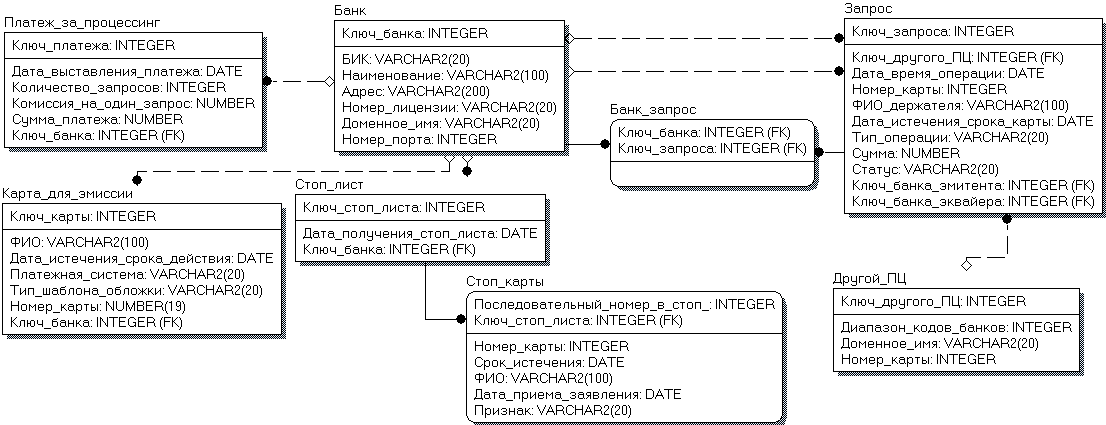 Платеж_за_процессинг
Ключ_платежа: INTEGER
Дата_выставления_платежа: DATE
Количество_запросов: INTEGER
Комиссия_на_один_запрос: NUMBER
Сумма_платежа: NUMBER
Ключ_банка: INTEGER (FK)
Банк
Ключ_банка: INTEGER
БИК: VARCHAR2(20)
Наименование: VARCHAR2(100)
Адрес: VARCHAR2(200)
Номер_лицензии: VARCHAR2(20)
Доменное_имя: VARCHAR2(20)
Номер_порта: INTEGER
Запрос
Ключ_запроса: INTEGER
Ключ_другого_ПЦ: INTEGER (FK)
Дата_время_операции: DATE
Номер_карты: INTEGER
ФИО_держателя: VARCHAR2(100)
Дата_истечения_срока_карты: DATE
Тип_операции: VARCHAR2(20)
Сумма: NUMBER
Статус: VARCHAR2(20)
Ключ_банка_эмитента: INTEGER (FK)
Ключ_банка_эквайера: INTEGER (FK)
Банк_запрос
Ключ_банка: INTEGER (FK)
Ключ_запроса: INTEGER (FK)
Карта_для_эмиссии
Ключ_карты: INTEGER
ФИО: VARCHAR2(100)
Дата_истечения_срока_действия: DATE
Платежная_система: VARCHAR2(20)
Тип_шаблона_обложки: VARCHAR2(20)
Номер_карты: NUMBER(19)
Ключ_банка: INTEGER (FK)
Стоп_лист
Ключ_стоп_листа: INTEGER
Дата_получения_стоп_листа: DATE
Ключ_банка: INTEGER (FK)
Стоп_карты
Последовательный_номер_в_стоп_: INTEGER
Ключ_стоп_листа: INTEGER (FK)
Номер_карты: INTEGER
Срок_истечения: DATE
ФИО: VARCHAR2(100)
Дата_приема_заявления: DATE
Признак: VARCHAR2(20)
Другой_ПЦ
Ключ_другого_ПЦ: INTEGER
Диапазон_кодов_банков: INTEGER
Доменное_имя: VARCHAR2(20)
Номер_карты: INTEGER